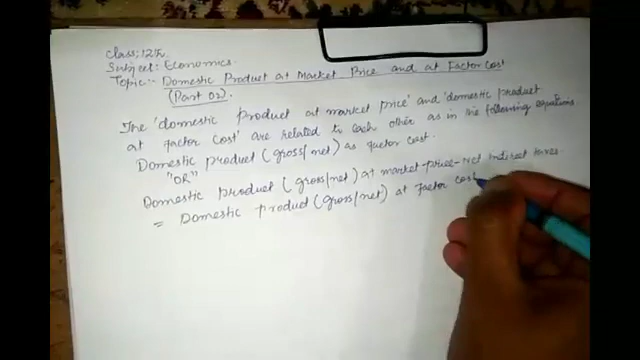 Class: 12th
Subject: Economics.
Topic:- Domestic Product at Market Price and at Factor Cost
(Part 02).
The 'domestic product at market price' and 'domestic product
at factor cost' are related to each other as in the following equations
Domestic product (gross/net) as factor cost.
"OR"
Domestic product (gross/net) at market price-net indirect taxes
= Domestic product (gross/net) at factor cost